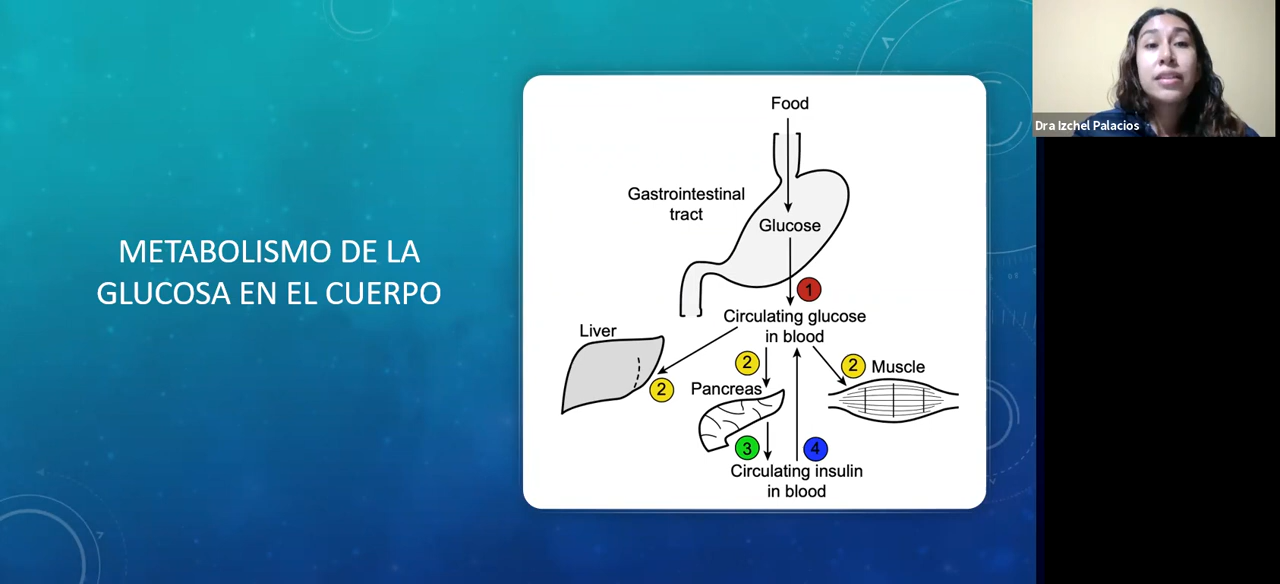 METABOLISMO DE LA
GLUCOSA EN EL CUERPO
Food
Gastrointestinal
tract
Glucose
1
Circulating glucose
in blood
Liver
2
2
2
Muscle
Pancreas
3
4
Circulating insulin
in blood
Dra Izchel Palacios